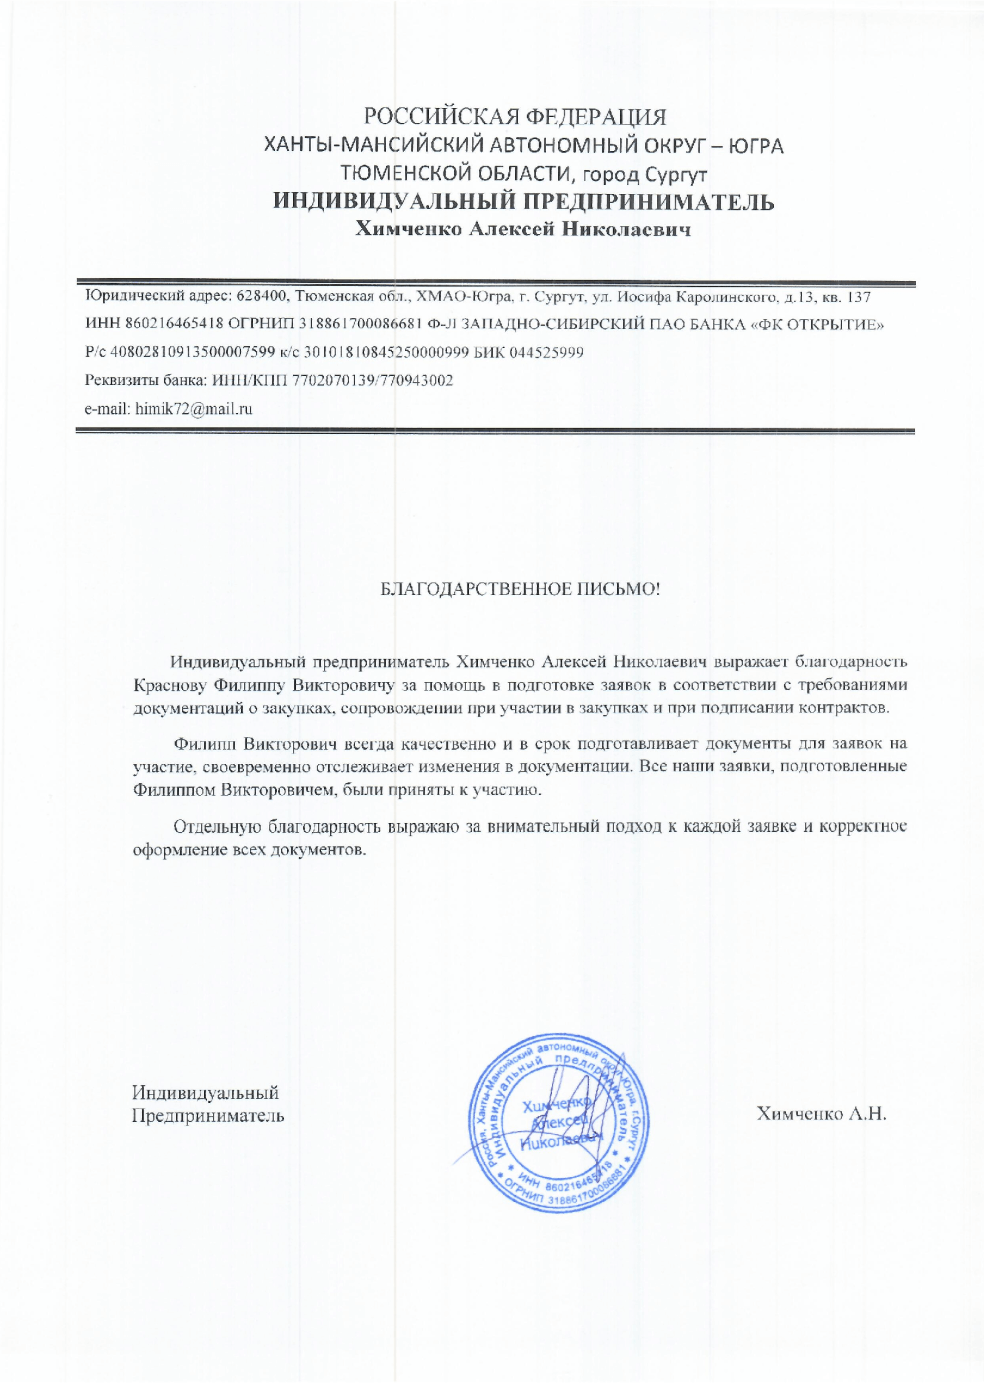 РОССИЙСКАЯ ФЕДЕРАЦИЯ
ХАНТЫ-МАНСИЙСКИЙ АВТОНОМНЫЙ ОКРУГ – ЮГРА
ТЮМЕНСКОЙ ОБЛАСТИ, город Сургут
ИНДИВИДУАЛЬНЫЙ ПРЕДПРИНИМАТЕЛЬ
Химченко Алексей Николаевич
Юридический адрес: 628400, Тюменская обл., ХМАО-Югра, г. Сургут, ул. Иосифа Каролинского, д.13, кв. 137
ИНН 860216465418 ОГРНИП 318861700086681 Ф-Л ЗАПАДНО-СИБИРСКИЙ ПАО БАНКА «ФК ОТКРЫТИЕ»
Р/с 40802810913500007599 к/с 30101810845250000999 БИК 044525999
Реквизиты банка: ИНН/КПП 7702070139/770943002
e-mail: himik72@mail.ru
БЛАГОДАРСТВЕННОЕ ПИСЬМО!
Индивидуальный предприниматель Химченко Алексей Николаевич выражает благодарность
Краснову Филиппу Викторовичу за помощь в подготовке заявок в соответствии с требованиями
документаций о закупках, сопровождении при участии в закупках и при подписании контрактов.
Филипп Викторович всегда качественно и в срок подготавливает документы для заявок на
участие, своевременно отслеживает изменения в документации. Все наши заявки, подготовленные
Филиппом Викторовичем, были приняты к участию.
Отдельную благодарность выражаю за внимательный подход к каждой заявке и корректное
оформление всех документов.
Индивидуальный
Предприниматель
Россия, Ханты-Мансийский автономный округ-Югра, г.Сургут
Индивидуальный предприниматель
Химченко
Алексей
Николаевич
ИНН 860216465418
ОГРНИП 318861700086681
Химченко А.Н.